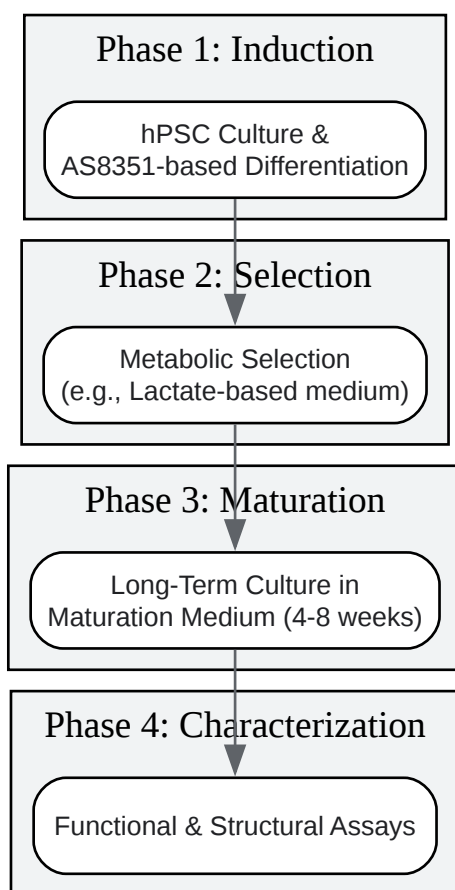 Phase 1: Induction
hPSC Culture &
AS8351-based Differentiation
Phase 2: Selection
Metabolic Selection
(e.g., Lactate-based medium)
Phase 3: Maturation
Long-Term Culture in
Maturation Medium (4-8 weeks)
Phase 4: Characterization
Functional & Structural Assays